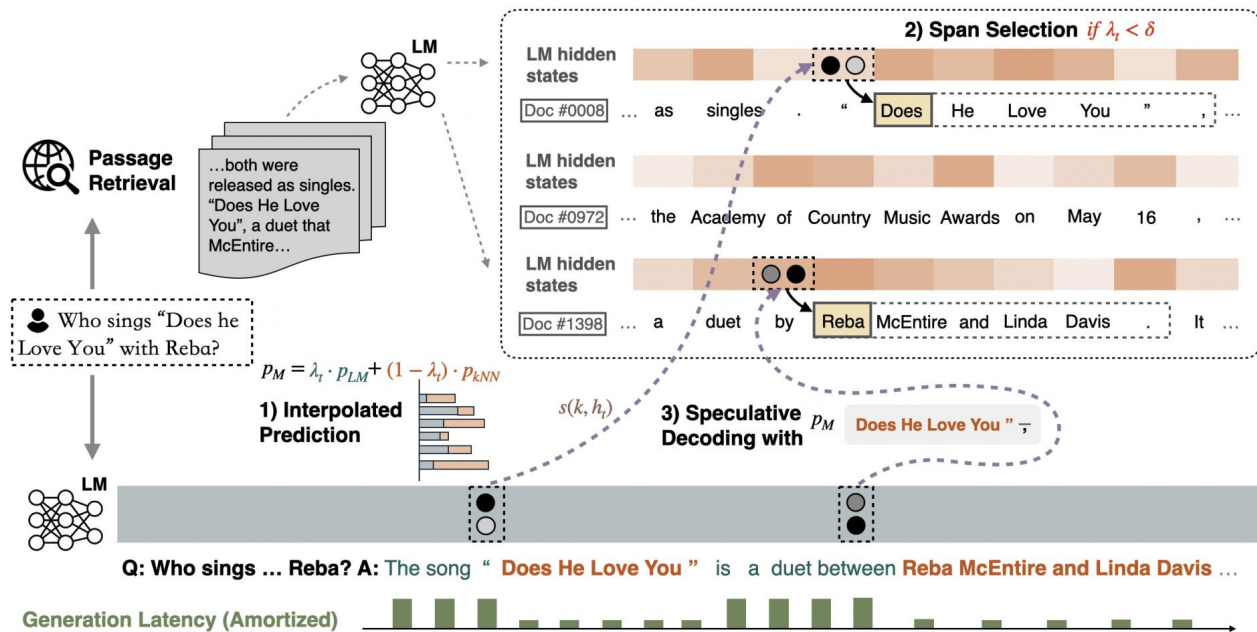 LM
2) Span Selection if λₜ < δ
LM hidden
states
Doc #0008 ... as singles . “ Does He Love You ” , ...
Passage
Retrieval
...both were
released as singles.
“Does He Love
You”, a duet that
McEntire...
LM hidden
states
Doc #0972 ... the Academy of Country Music Awards on May 16 , ...
LM hidden
states
Doc #1398 ... a duet by Reba McEntire and Linda Davis . It ...
Who sings “Does he
Love You” with Reba?
p_M = λₜ · p_LM + (1 − λₜ) · p_kNN
1) Interpolated
Prediction
s(k, hₜ)
3) Speculative
Decoding with p_M Does He Love You ” ,
LM
Q: Who sings ... Reba? A: The song “ Does He Love You ” is a duet between Reba McEntire and Linda Davis ...
Generation Latency (Amortized)